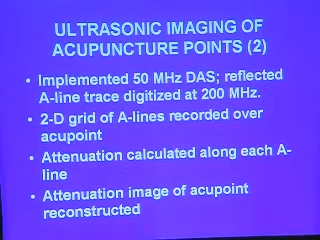 ULTRASONIC IMAGING OF
ACUPUNCTURE POINTS (2)
• Implemented 50 MHz DAS; reflected
A-line trace digitized at 200 MHz.
• 2-D grid of A-lines recorded over
acupoint
• Attenuation calculated along each A-
line
• Attenuation image of acupoint
reconstructed